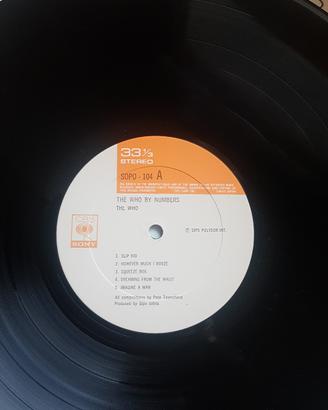 33 1/3
STEREO
SOPO-104 A
THE WHO BY NUMBERS
THE WHO
Ⓟ 1975 POLYDOR INT.
CBS
SONY
1. SLIP KID
2. HOWEVER MUCH I BOOZE
3. SQUEEZE BOX
4. DREAMING FROM THE WAIST
5. IMAGINE A MAN
All compositions by Pete Townshend
Produced by Glyn Johns